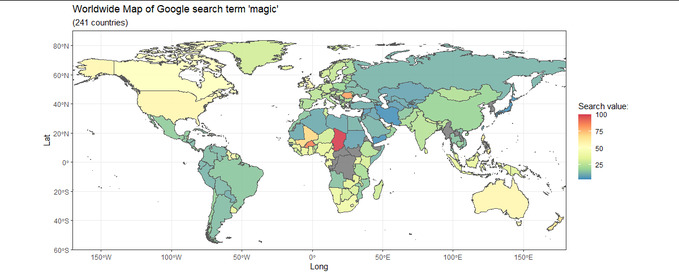 Worldwide Map of Google search term 'magic'
(241 countries)
80°N
60°N
40°N
20°N
0°
20°S
40°S
60°S
Lat
150°W
100°W
50°W
0°
50°E
100°E
150°E
Long
Search value:
100
75
50
25